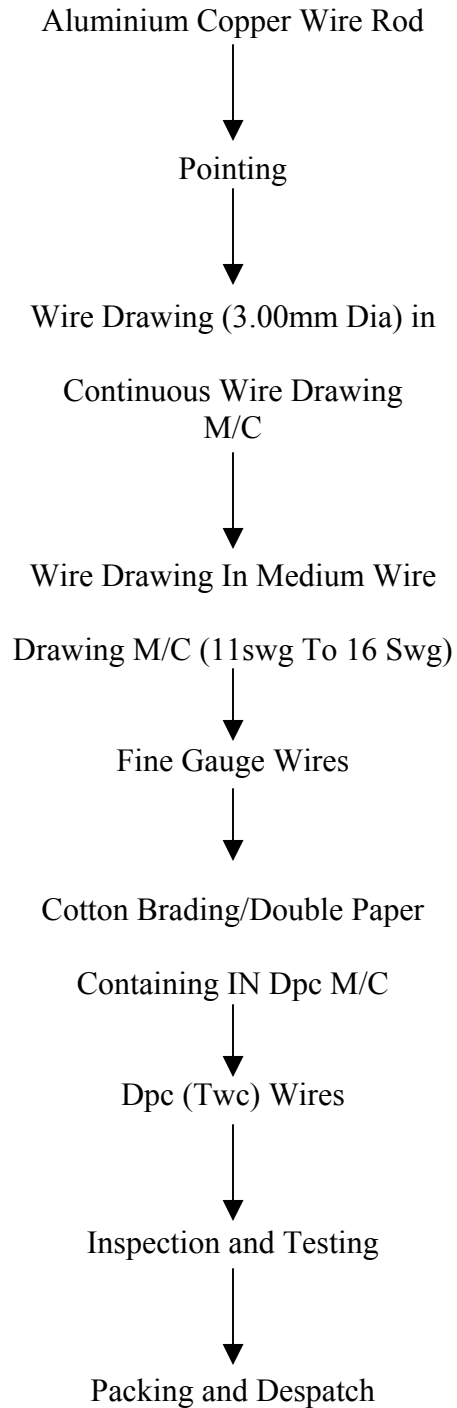 Aluminium Copper Wire Rod
Pointing
Wire Drawing (3.00mm Dia) in
Continuous Wire Drawing
M/C
Wire Drawing In Medium Wire
Drawing M/C (11swg To 16 Swg)
Fine Gauge Wires
Cotton Brading/Double Paper
Containing IN Dpc M/C
Dpc (Twc) Wires
Inspection and Testing
Packing and Despatch